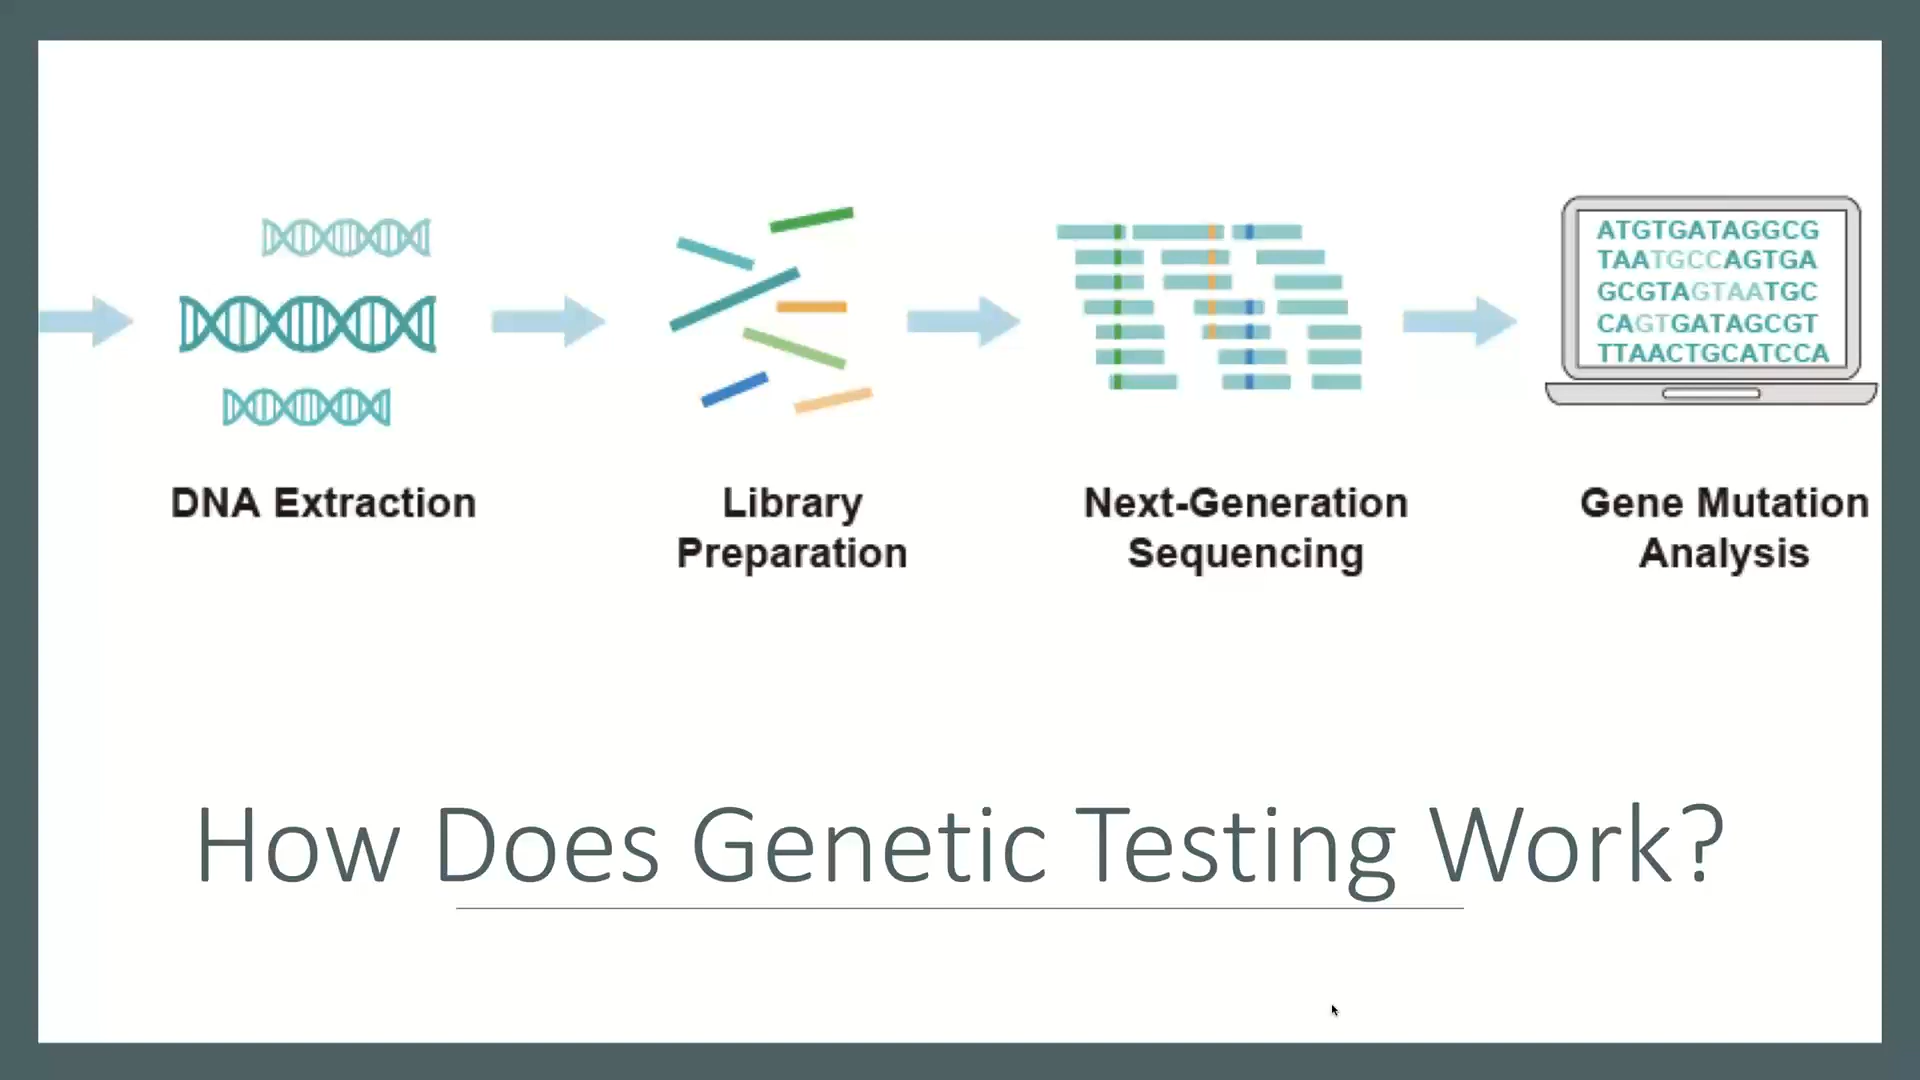 ATGTGATAGGCG
TAATGCCAGTGA
GCGTAGTAATGC
CAGTGATAGCGT
TTAACTGCATCCA
DNA Extraction
Library
Preparation
Next-Generation
Sequencing
Gene Mutation
Analysis
How Does Genetic Testing Work?